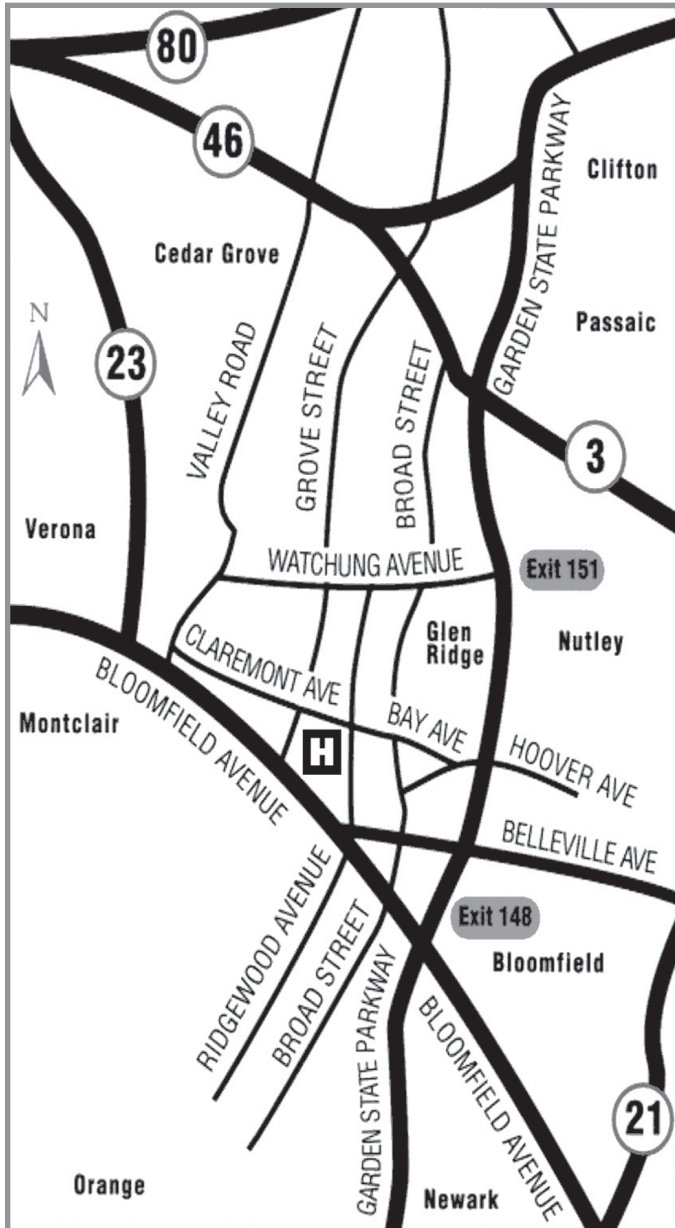 80
46
GARDEN STATE PARKWAY
Clifton
Cedar Grove
N
Passaic
23
VALLEY ROAD
GROVE STREET
BROAD STREET
3
Verona
WATCHUNG AVENUE
Exit 151
Glen
Ridge
Nutley
CLAREMONT AVE
Montclair
BLOOMFIELD AVENUE
BAY AVE
HOOVER AVE
H
BELLEVILLE AVE
RIDGEWOOD AVENUE
BROAD STREET
Exit 148
Bloomfield
GARDEN STATE PARKWAY
BLOOMFIELD AVENUE
21
Orange
Newark